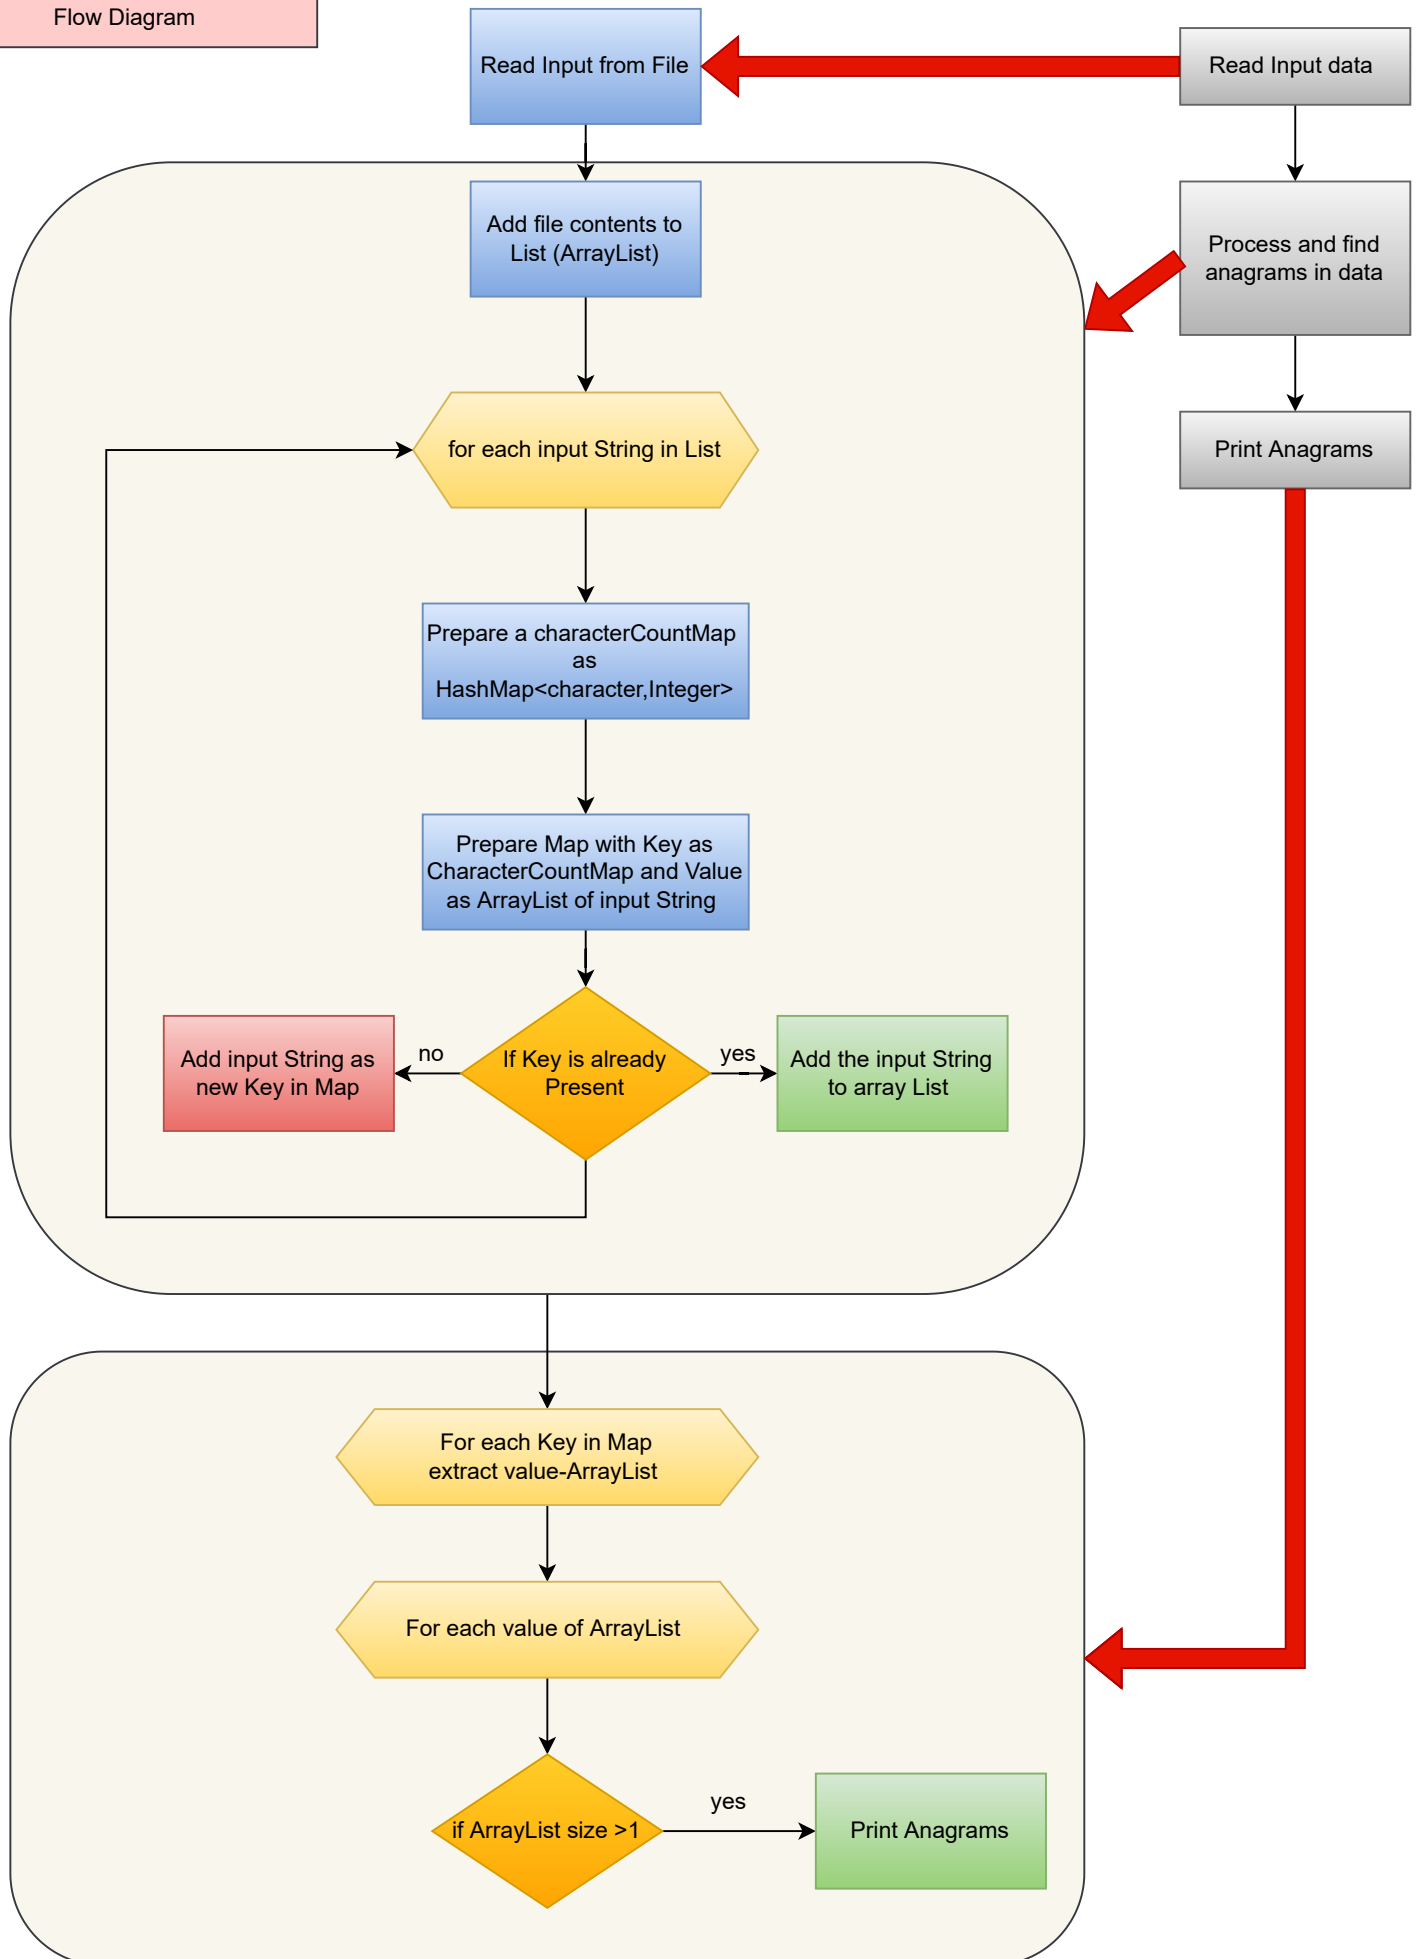 Flow Diagram
Read Input from File
Read Input data
Add file contents to
List (ArrayList)
Process and find
anagrams in data
for each input String in List
Print Anagrams
Prepare a characterCountMap
as
HashMap<character,Integer>
Prepare Map with Key as
CharacterCountMap and Value
as ArrayList of input String
Add input String as
new Key in Map
no
If Key is already
Present
yes
Add the input String
to array List
For each Key in Map
extract value-ArrayList
For each value of ArrayList
if ArrayList size >1
yes
Print Anagrams